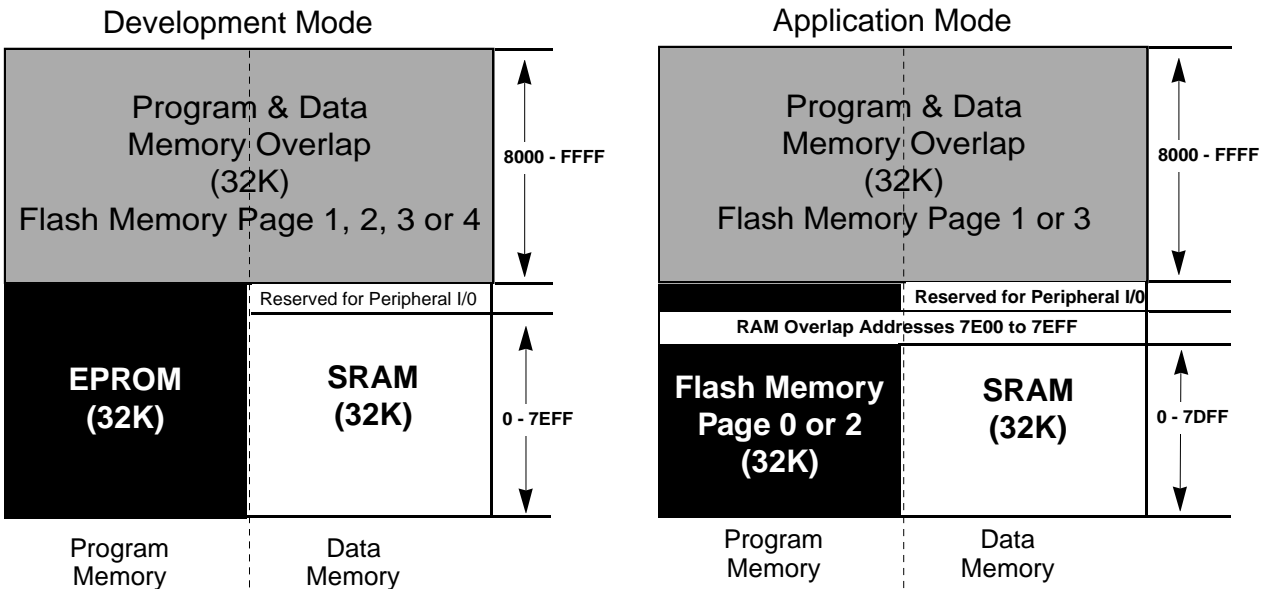 Development Mode
Program & Data
Memory Overlap
(32K)
Flash Memory Page 1, 2, 3 or 4
8000 - FFFF
Reserved for Peripheral I/0
EPROM
(32K)
SRAM
(32K)
0 - 7EFF
Program
Memory
Data
Memory
Application Mode
Program & Data
Memory Overlap
(32K)
Flash Memory Page 1 or 3
8000 - FFFF
Reserved for Peripheral I/0
RAM Overlap Addresses 7E00 to 7EFF
Flash Memory
Page 0 or 2
(32K)
SRAM
(32K)
0 - 7DFF
Program
Memory
Data
Memory